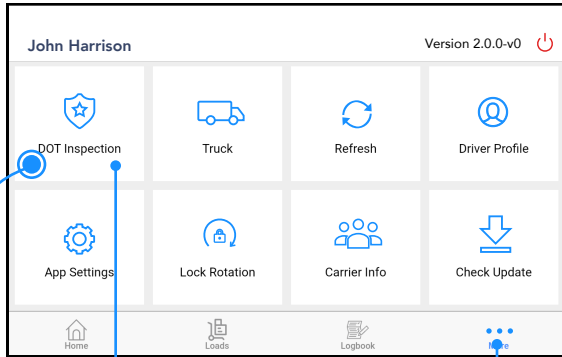 John Harrison
Version 2.0.0-v0
DOT Inspection
Truck
Refresh
Driver Profile
App Settings
Lock Rotation
Carrier Info
Check Update
Home
Loads
Logbook
More